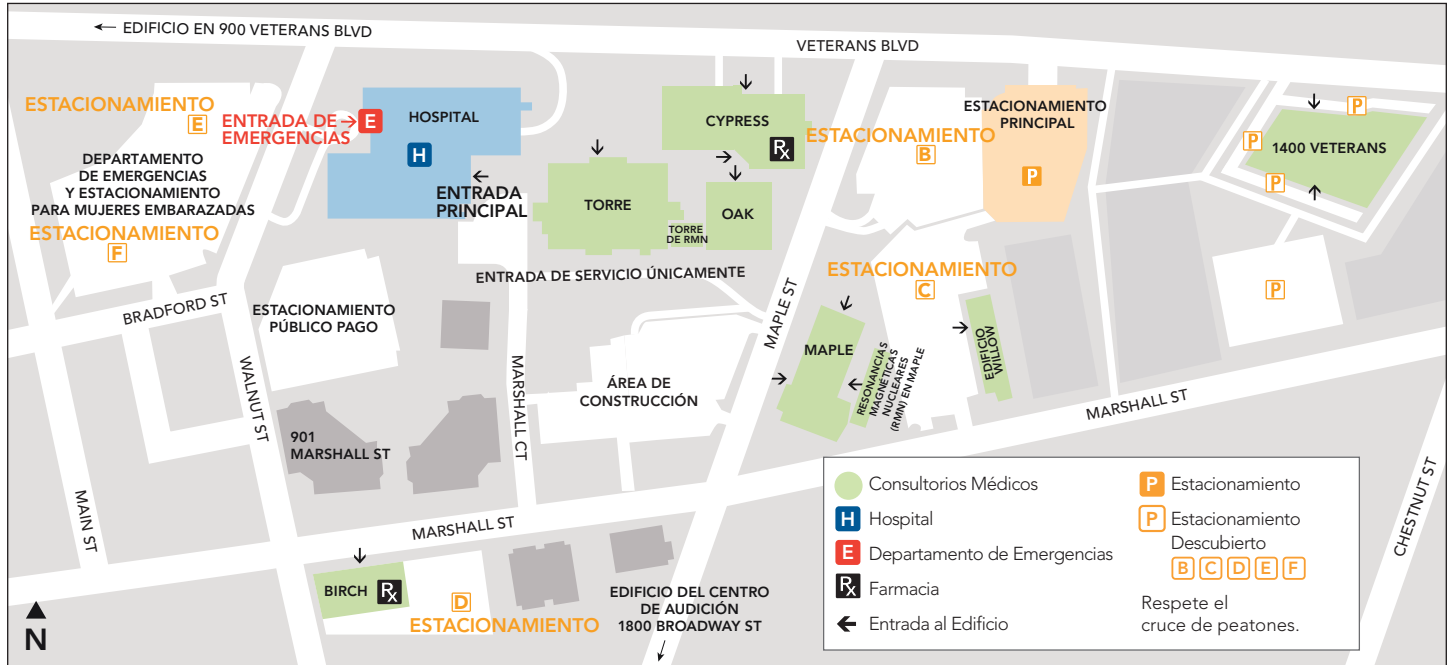 ← EDIFICIO EN 900 VETERANS BLVD
VETERANS BLVD
ESTACIONAMIENTO
E
ENTRADA DE →
EMERGENCIAS
E
HOSPITAL
H
DEPARTAMENTO
DE EMERGENCIAS
Y ESTACIONAMIENTO
PARA MUJERES EMBARAZADAS
ESTACIONAMIENTO
F
ENTRADA
PRINCIPAL
TORRE
TORRE
DE RMN
OAK
CYPRESS
Rx
ESTACIONAMIENTO
B
ESTACIONAMIENTO
PRINCIPAL
P
P
P
P
1400 VETERANS
P
ENTRADA DE SERVICIO ÚNICAMENTE
ESTACIONAMIENTO
C
BRADFORD ST
ESTACIONAMIENTO
PÚBLICO PAGO
MAPLE ST
MAPLE
RESONANCIAS
MAGNÉTICAS
NUCLEARES
(RMN) EN MAPLE
EDIFICIO
WILLOW
WALNUT ST
MARSHALL CT
ÁREA DE
CONSTRUCCIÓN
MARSHALL ST
901
MARSHALL ST
MAIN ST
MARSHALL ST
CHESTNUT ST
BIRCH
Rx
D
ESTACIONAMIENTO
EDIFICIO DEL CENTRO
DE AUDICIÓN
1800 BROADWAY ST
N
Consultorios Médicos
H Hospital
E Departamento de Emergencias
Rx Farmacia
← Entrada al Edificio
P Estacionamiento
P Estacionamiento
Descubierto
B C D E F
Respete el
cruce de peatones.